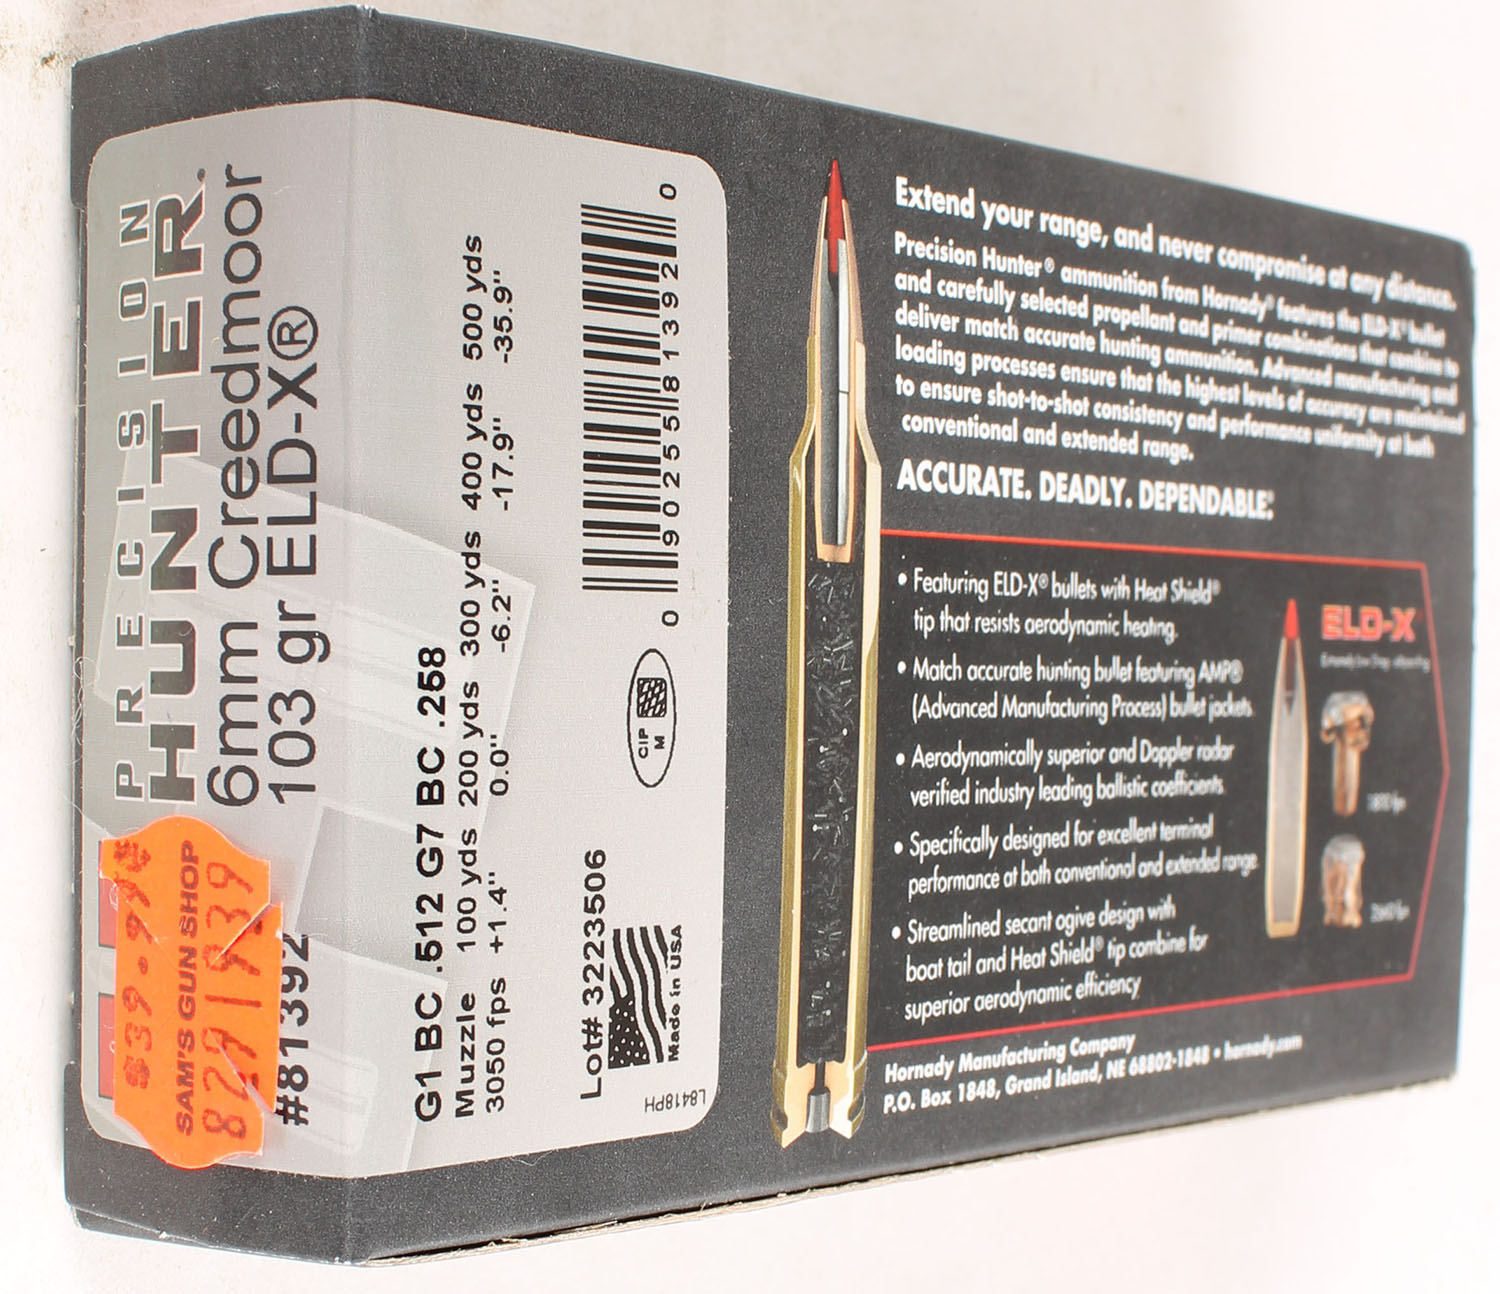 PRECISION
HUNTER
6mm Creedmoor
103 gr ELD-X®
$39.99
SAM'S GUN SHOP
8291939
#81392
G1 BC .512 G7 BC .258
Muzzle 100 yds 200 yds 300 yds 400 yds 500 yds
3050 fps +1.4" 0.0" -6.2" -17.9" -35.9"
0 90255 81392 0
CIP
M
Lot# 3223506
Made in USA
L8418PH
Extend your range, and never compromise at any distance.
Precision Hunter® ammunition from Hornady® features the ELD-X® bullet
and carefully selected propellant and primer combinations that combine to
deliver match accurate hunting ammunition. Advanced manufacturing and
loading processes ensure that the highest levels of accuracy are maintained
to ensure shot-to-shot consistency and performance uniformity at both
conventional and extended range.
ACCURATE. DEADLY. DEPENDABLE.®
• Featuring ELD-X® bullets with Heat Shield®
tip that resists aerodynamic heating.
• Match accurate hunting bullet featuring AMP®
(Advanced Manufacturing Process) bullet jackets.
• Aerodynamically superior and Doppler radar
verified industry leading ballistic coefficients.
• Specifically designed for excellent terminal
performance at both conventional and extended range.
• Streamlined secant ogive design with
boat tail and Heat Shield® tip combine for
superior aerodynamic efficiency
ELD-X
Hornady Manufacturing Company
P.O. Box 1848, Grand Island, NE 68802-1848 • hornady.com